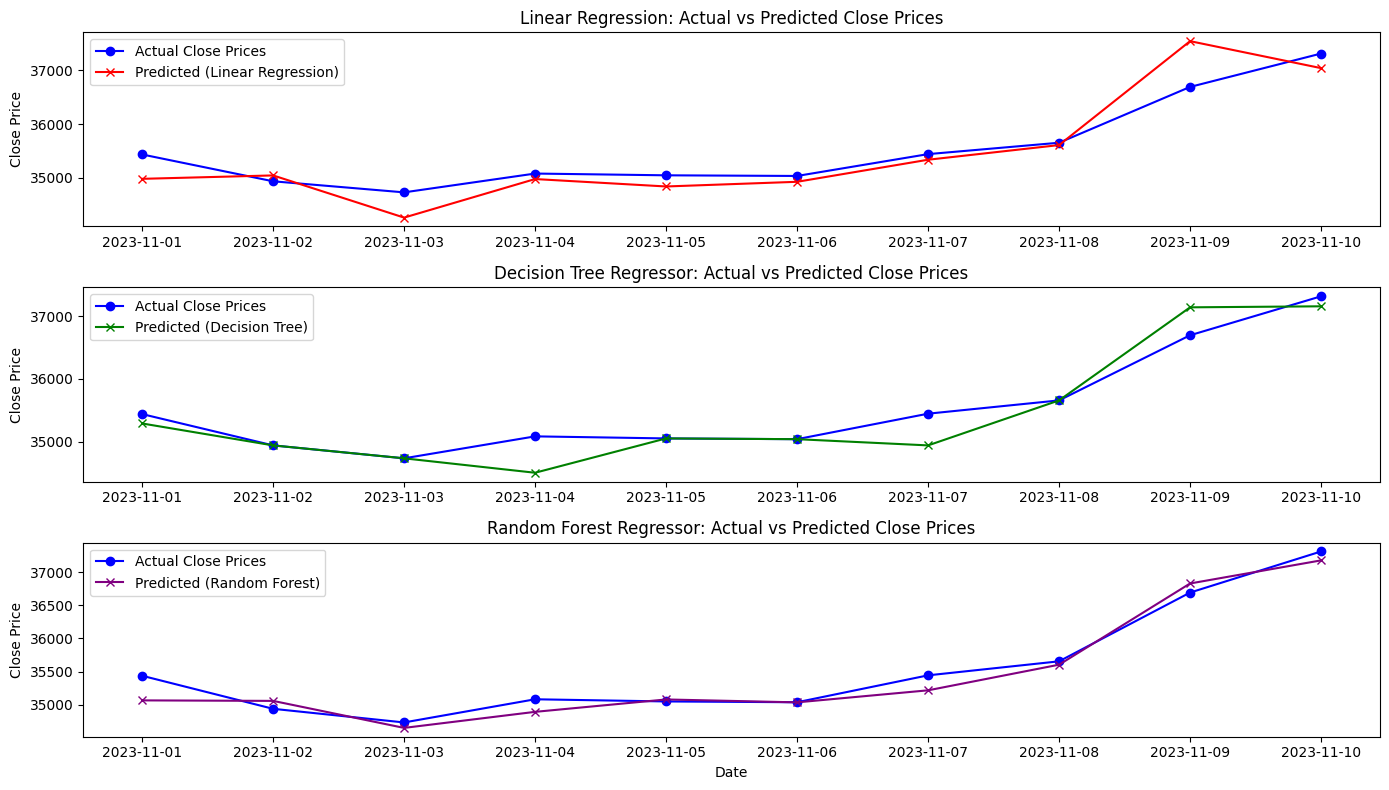 Linear Regression: Actual vs Predicted Close Prices
Actual Close Prices
Predicted (Linear Regression)
Close Price
37000
36000
35000
2023-11-01 2023-11-02 2023-11-03 2023-11-04 2023-11-05 2023-11-06 2023-11-07 2023-11-08 2023-11-09 2023-11-10
Decision Tree Regressor: Actual vs Predicted Close Prices
Actual Close Prices
Predicted (Decision Tree)
Close Price
37000
36000
35000
2023-11-01 2023-11-02 2023-11-03 2023-11-04 2023-11-05 2023-11-06 2023-11-07 2023-11-08 2023-11-09 2023-11-10
Random Forest Regressor: Actual vs Predicted Close Prices
Actual Close Prices
Predicted (Random Forest)
Close Price
37000
36500
36000
35500
35000
2023-11-01 2023-11-02 2023-11-03 2023-11-04 2023-11-05 2023-11-06 2023-11-07 2023-11-08 2023-11-09 2023-11-10
Date